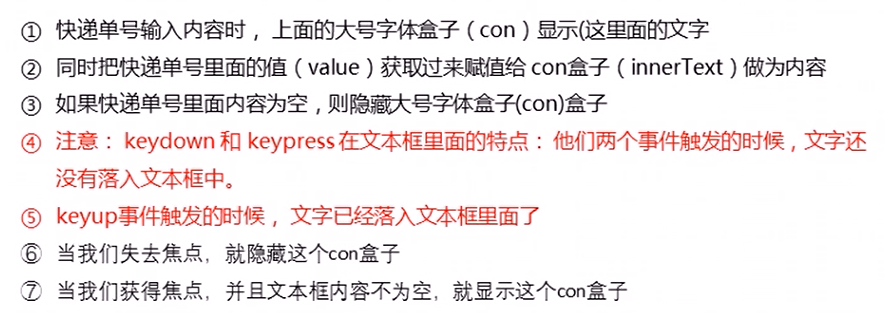 ① 快递单号输入内容时，上面的大号字体盒子（con）显示(这里面的文字
② 同时把快递单号里面的值（value）获取过来赋值给 con盒子（innerText）做为内容
③ 如果快递单号里面内容为空，则隐藏大号字体盒子(con)盒子
④ 注意：keydown 和 keypress 在文本框里面的特点：他们两个事件触发的时候，文字还
没有落入文本框中。
⑤ keyup事件触发的时候，文字已经落入文本框里面了
⑥ 当我们失去焦点，就隐藏这个con盒子
⑦ 当我们获得焦点，并且文本框内容不为空，就显示这个con盒子